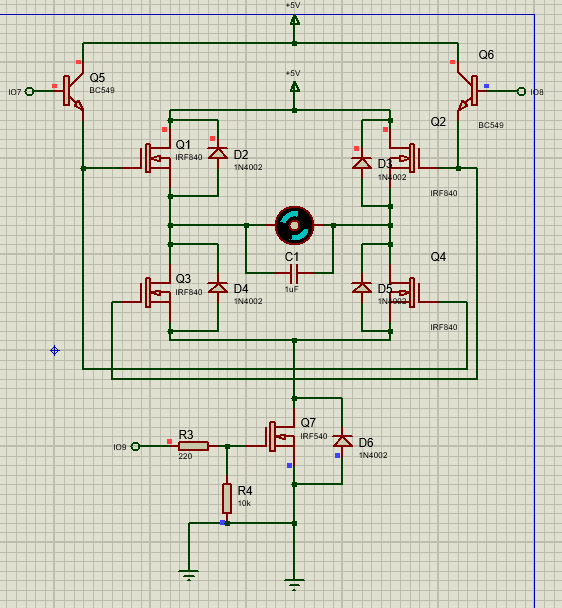 +5V
Q5
BC549
IO7
Q6
BC549
IO8
+5V
Q1
IRF840
D2
1N4002
D3
1N4002
Q2
IRF840
C1
1uF
Q3
IRF840
D4
1N4002
D5
1N4002
Q4
IRF840
Q7
IRF540
D6
1N4002
IO9
R3
220
R4
10k